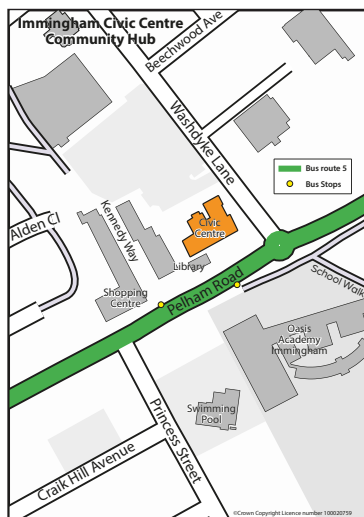 Immingham Civic Centre
Community Hub
Beechwood Ave
Washdyke Lane
Bus route 5
Bus Stops
Alden Cl
Kennedy Way
Civic
Centre
Library
Shopping
Centre
Pelham Road
School Walk
Oasis
Academy
Immingham
Swimming
Pool
Princess Street
Craik Hill Avenue
©Crown Copyright Licence number 100020759